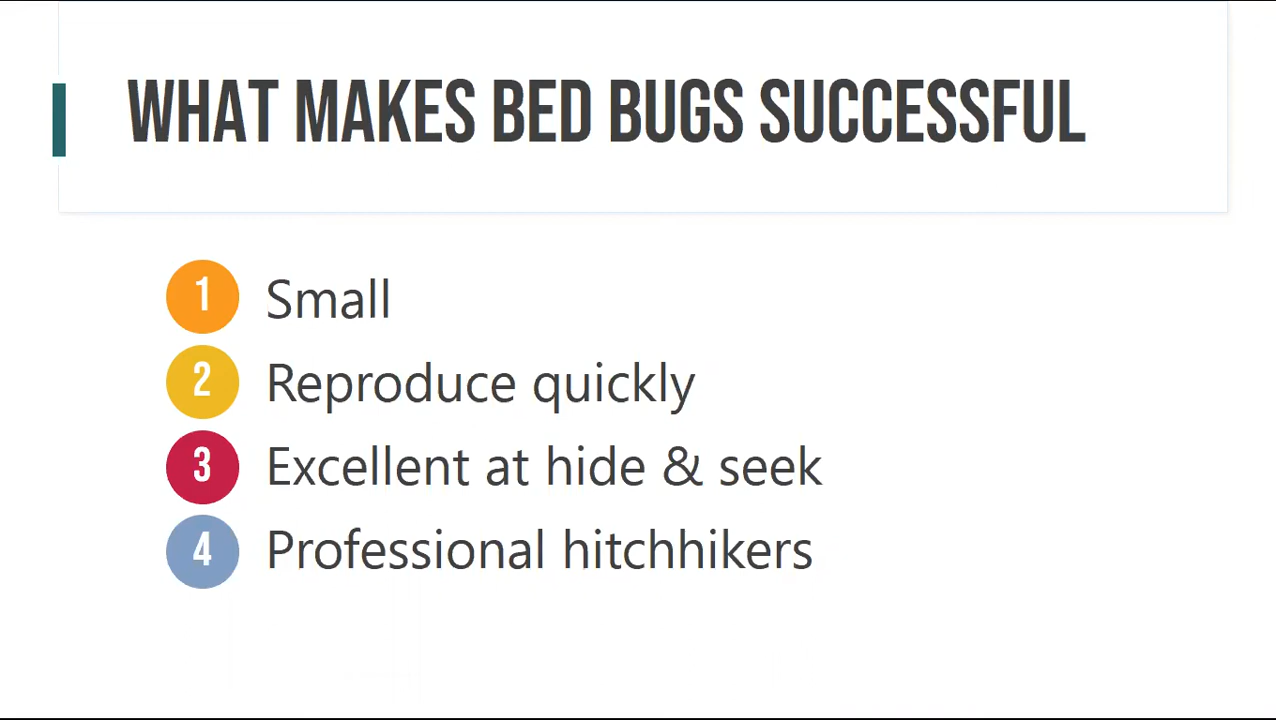 WHAT MAKES BED BUGS SUCCESSFUL
1 Small
2 Reproduce quickly
3 Excellent at hide & seek
4 Professional hitchhikers